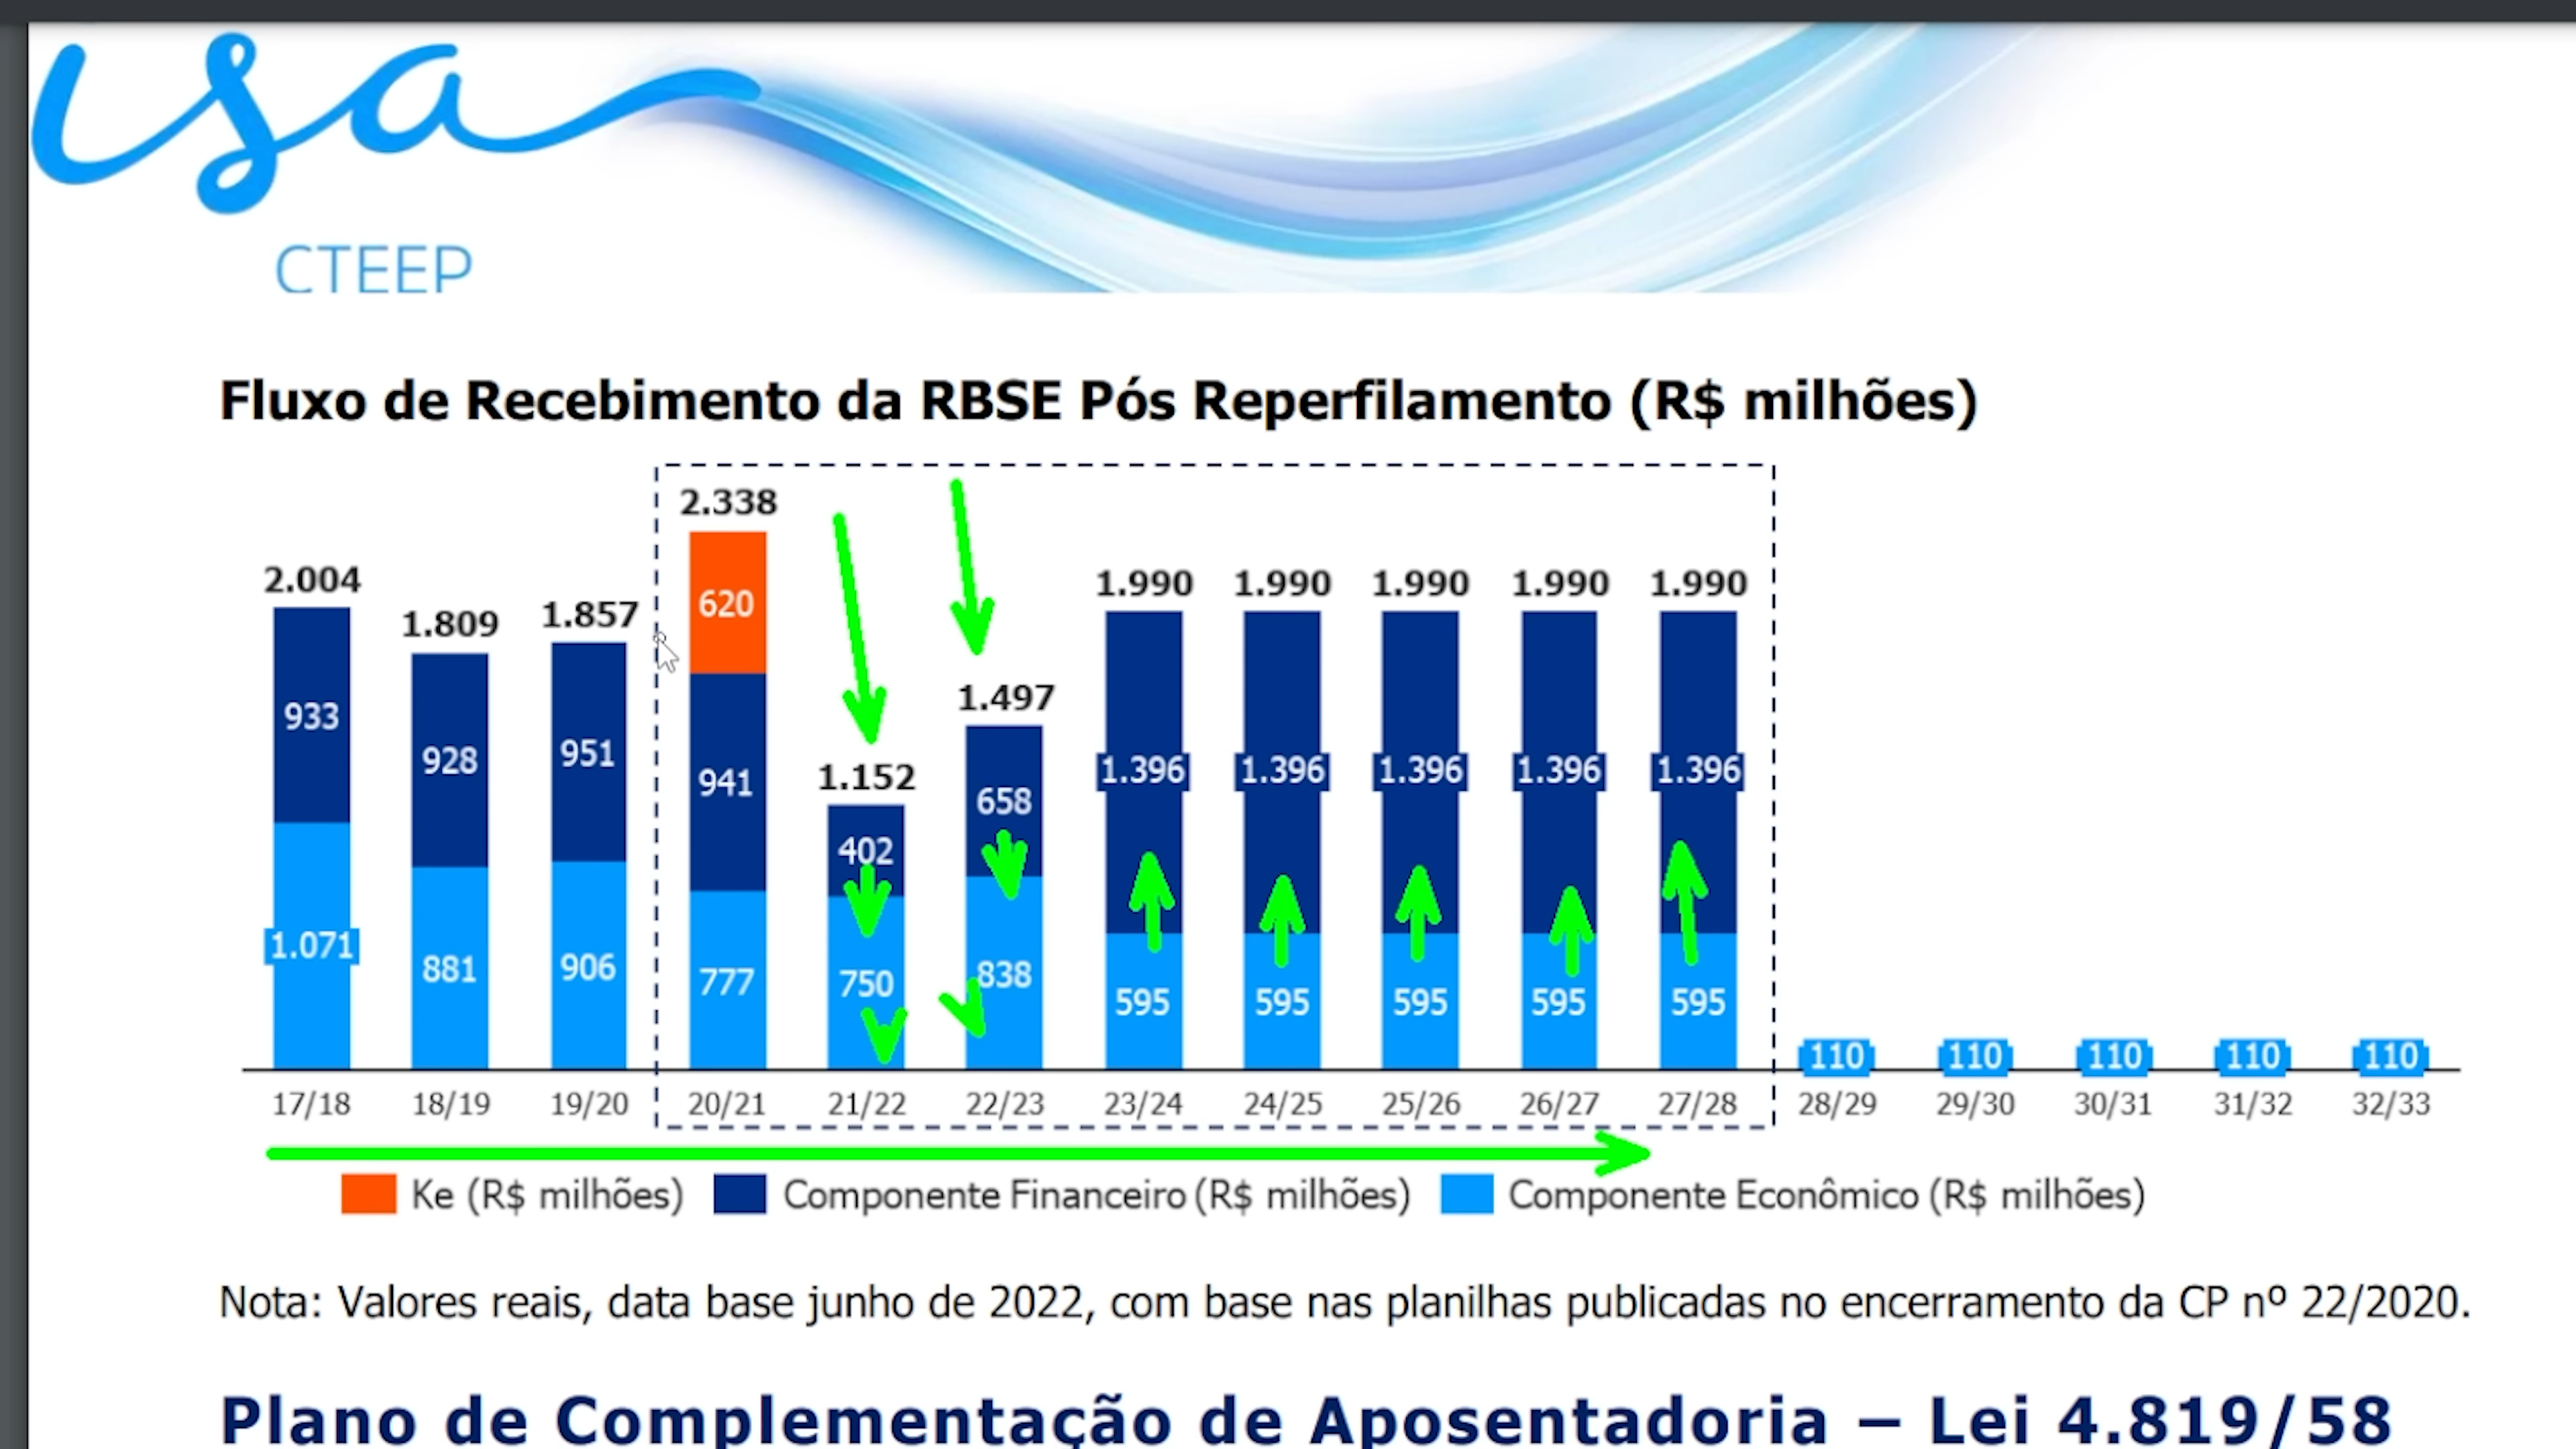 isa
CTEEP
Fluxo de Recebimento da RBSE Pós Reperfilamento (R$ milhões)
2.338
2.004
1.857
1.809
1.990 1.990 1.990 1.990 1.990
620
1.497
933
928
951
941
1.152
658
1.396 1.396 1.396 1.396 1.396
402
1.071
881
906
777
750
838
595 595 595 595 595
110 110 110 110 110
17/18 18/19 19/20 20/21 21/22 22/23 23/24 24/25 25/26 26/27 27/28 28/29 29/30 30/31 31/32 32/33
Ke (R$ milhões) Componente Financeiro (R$ milhões) Componente Econômico (R$ milhões)
Nota: Valores reais, data base junho de 2022, com base nas planilhas publicadas no encerramento da CP nº 22/2020.
Plano de Complementação de Aposentadoria – Lei 4.819/58